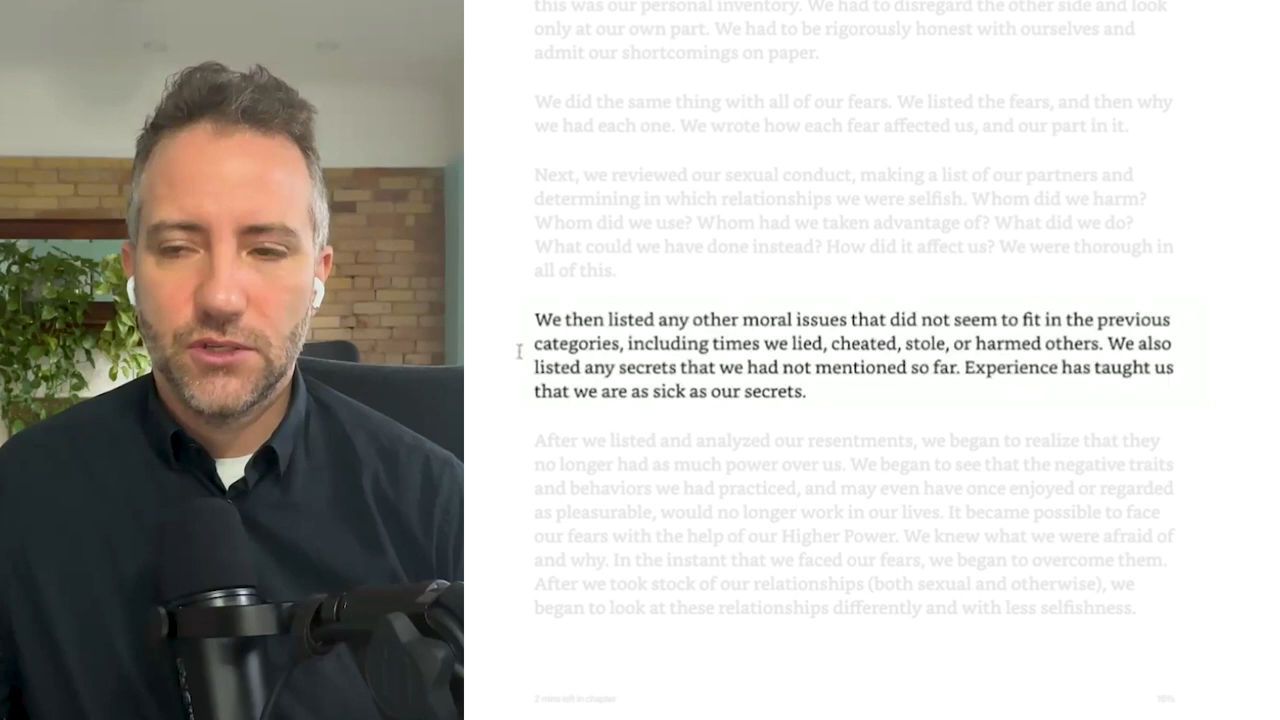 this was our personal inventory. We had to disregard the other side and look
only at our own part. We had to be rigorously honest with ourselves and
admit our shortcomings on paper.
We did the same thing with all of our fears. We listed the fears, and then why
we had each one. We wrote how each fear affected us, and our part in it.
Next, we reviewed our sexual conduct, making a list of our partners and
determining in which relationships we were selfish. Whom did we harm?
Whom did we use? Whom had we taken advantage of? What did we do?
What could we have done instead? How did it affect us? We were thorough in
all of this.
We then listed any other moral issues that did not seem to fit in the previous
categories, including times we lied, cheated, stole, or harmed others. We also
listed any secrets that we had not mentioned so far. Experience has taught us
that we are as sick as our secrets.
After we listed and analyzed our resentments, we began to realize that they
no longer had as much power over us. We began to see that the negative traits
and behaviors we had practiced, and may even have once enjoyed or regarded
as pleasurable, would no longer work in our lives. It became possible to face
our fears with the help of our Higher Power. We knew what we were afraid of
and why. In the instant that we faced our fears, we began to overcome them.
After we took stock of our relationships (both sexual and otherwise), we
began to look at these relationships differently and with less selfishness.
2 mins left in chapter